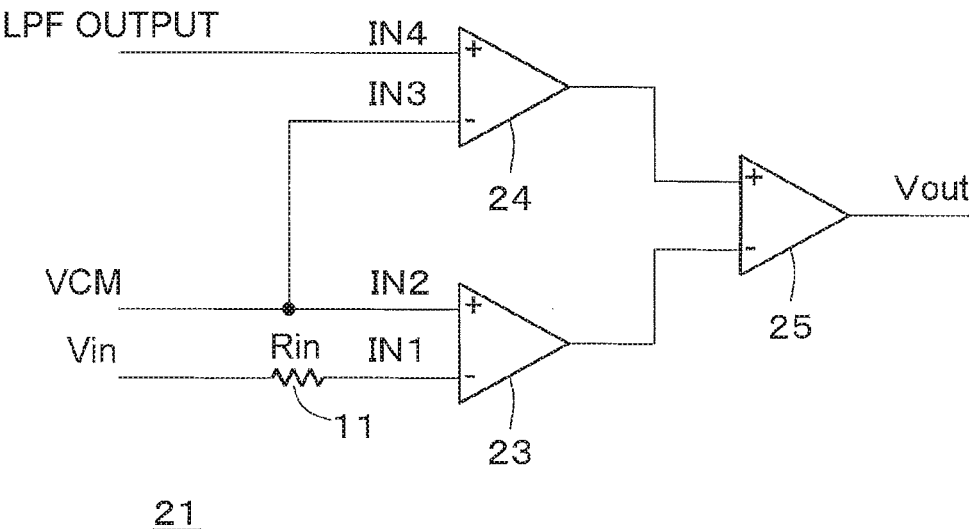 LPF OUTPUT
IN4
+
IN3
-
24
+
Vout
-
25
VCM
IN2
+
Vin
Rin
IN1
-
11
23
21